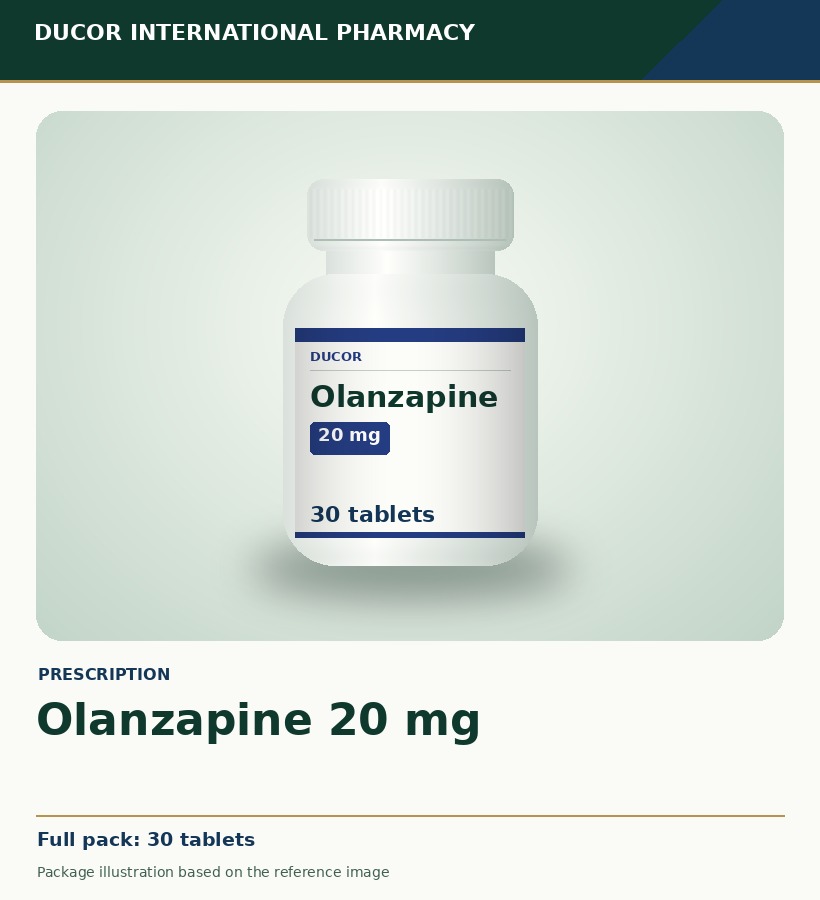 DUCOR INTERNATIONAL PHARMACY
DUCOR
Olanzapine
20 mg
30 tablets
PRESCRIPTION
Olanzapine 20 mg
Full pack: 30 tablets
Package illustration based on the reference image